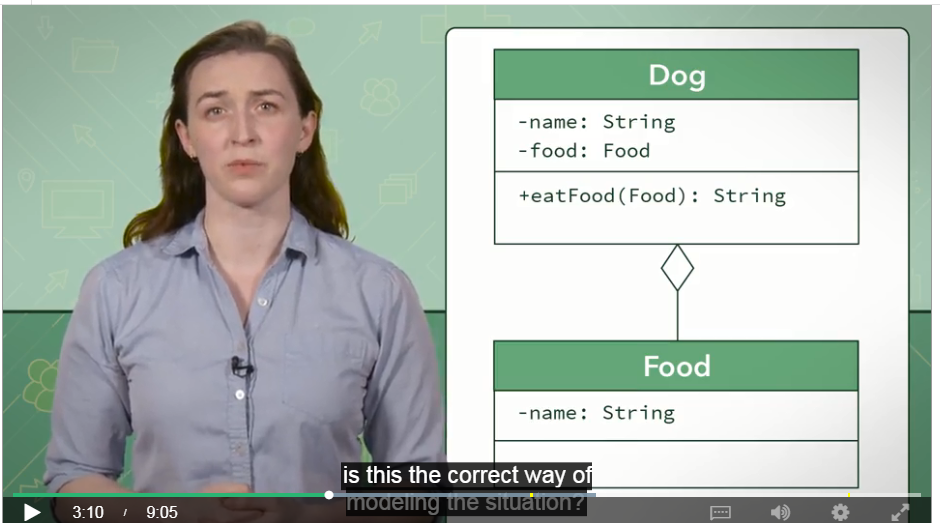 Dog
-name: String
-food: Food
+eatFood(Food): String
Food
-name: String
is this the correct way of
modeling the situation?
3:10 / 9:05